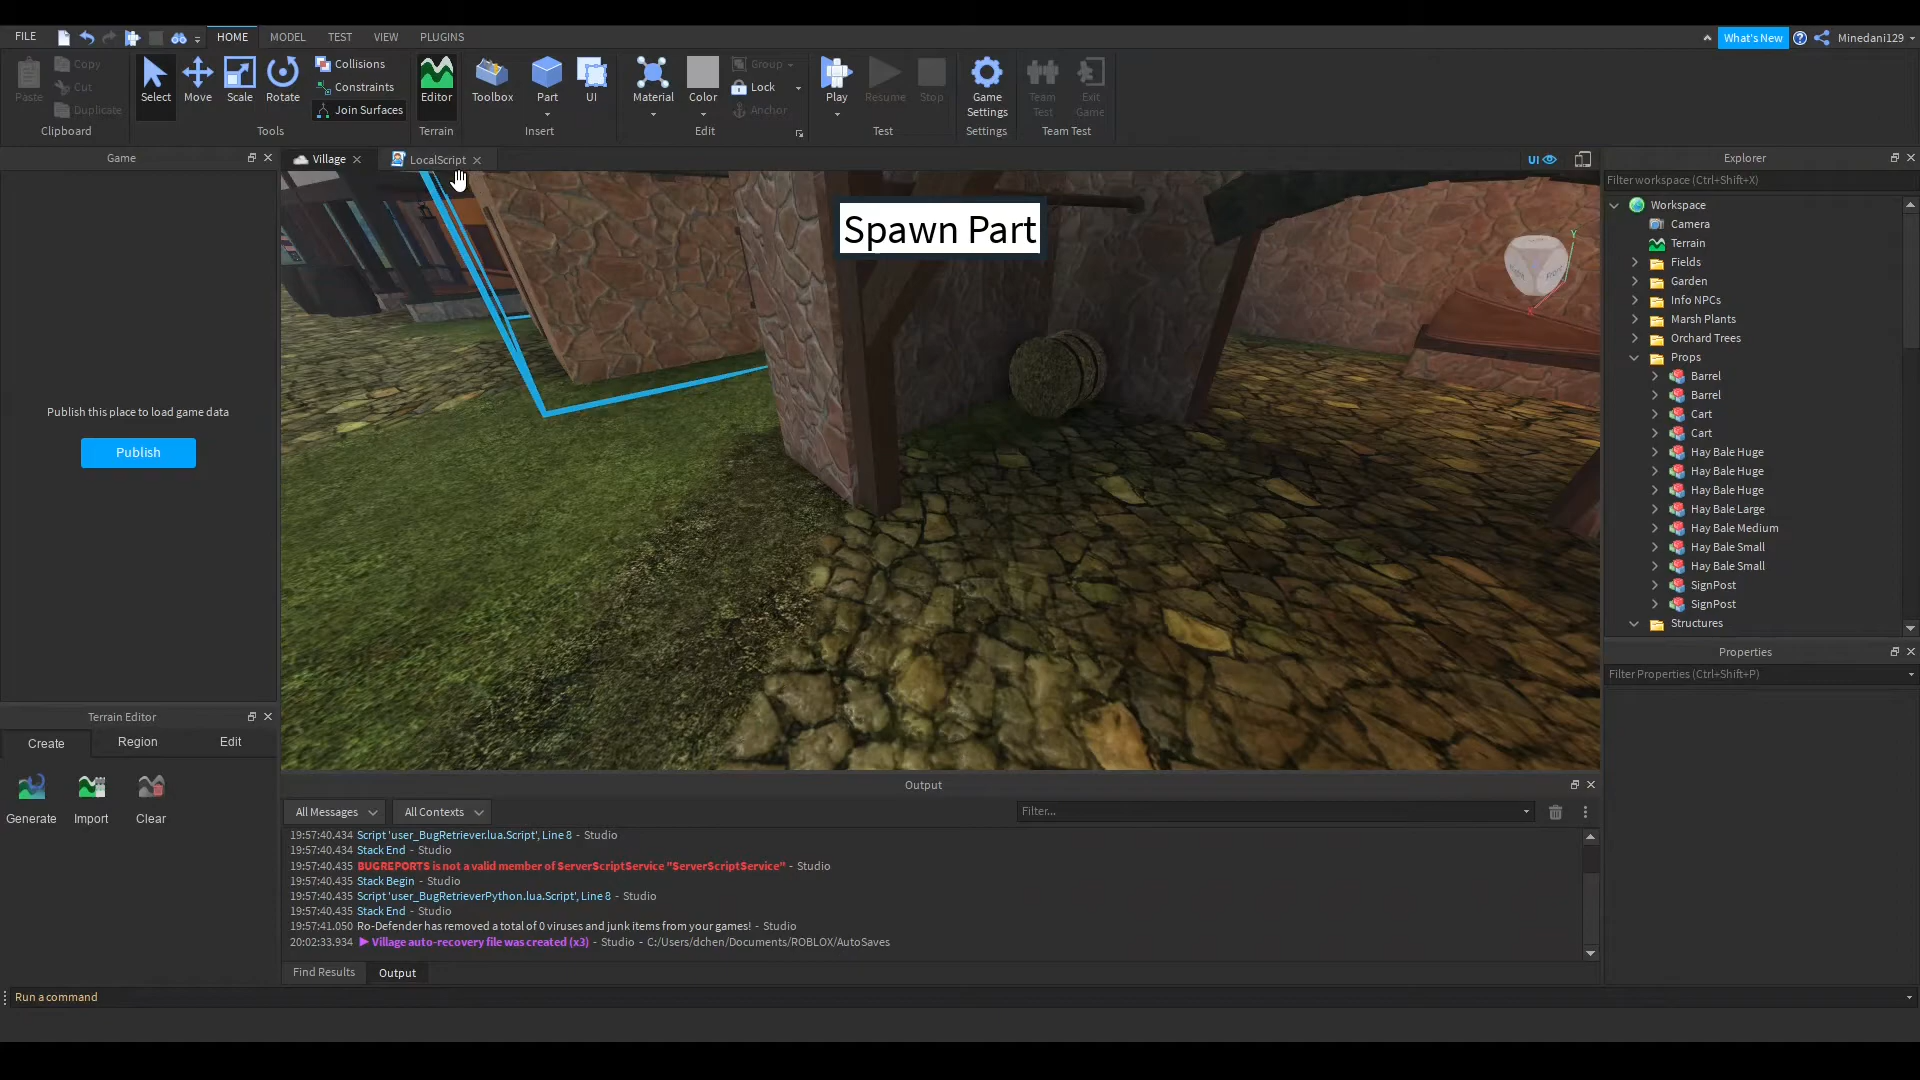 FILE HOME MODEL TEST VIEW PLUGINS What's New Minedani129
Paste Copy Cut Duplicate Clipboard
Select Move Scale Rotate Collisions Constraints Join Surfaces Tools
Editor Terrain
Toolbox Part UI Insert
Material Color Group Lock Anchor Edit
Play Resume Stop Test
Game Settings Settings
Team Test Exit Game Team Test
Game
Publish this place to load game data
Publish
Terrain Editor
Create Region Edit
Generate Import Clear
Village LocalScript UI
Spawn Part
Y
X
Output
All Messages All Contexts Filter...
19:57:40.434 Script 'user_BugRetriever.lua.Script', Line 8 - Studio
19:57:40.434 Stack End - Studio
19:57:40.435 BUGREPORTS is not a valid member of ServerScriptService "ServerScriptService" - Studio
19:57:40.435 Stack Begin - Studio
19:57:40.435 Script 'user_BugRetrieverPython.lua.Script', Line 8 - Studio
19:57:40.435 Stack End - Studio
19:57:41.050 Ro-Defender has removed a total of 0 viruses and junk items from your games! - Studio
20:02:33.934 Village auto-recovery file was created (x3) - Studio - C:/Users/dchen/Documents/ROBLOX/AutoSaves
Find Results Output
Run a command
Explorer
Filter workspace (Ctrl+Shift+X)
Workspace
Camera
Terrain
Fields
Garden
Info NPCs
Marsh Plants
Orchard Trees
Props
Barrel
Barrel
Cart
Cart
Hay Bale Huge
Hay Bale Huge
Hay Bale Huge
Hay Bale Large
Hay Bale Medium
Hay Bale Small
Hay Bale Small
SignPost
SignPost
Structures
Properties
Filter Properties (Ctrl+Shift+P)